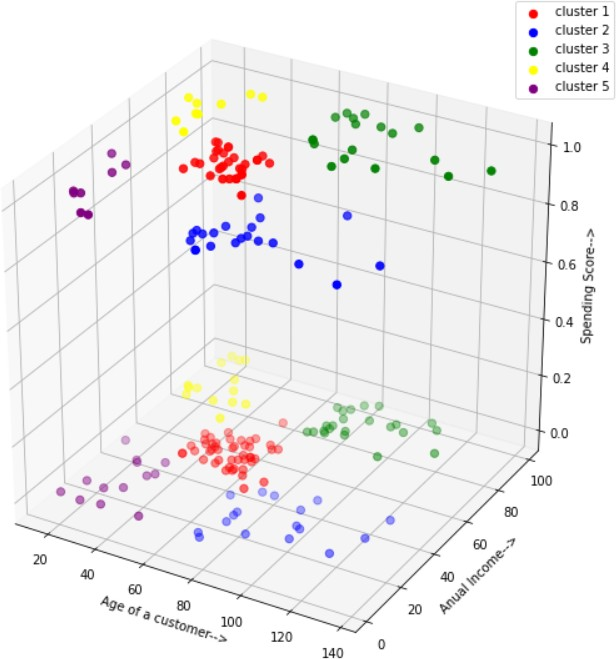 cluster 1
cluster 2
cluster 3
cluster 4
cluster 5
1.0
0.8
0.6
0.4
0.2
0.0
Spending Score-->
100
80
60
40
20
0
Anual Income-->
20
40
60
80
100
120
140
Age of a customer-->